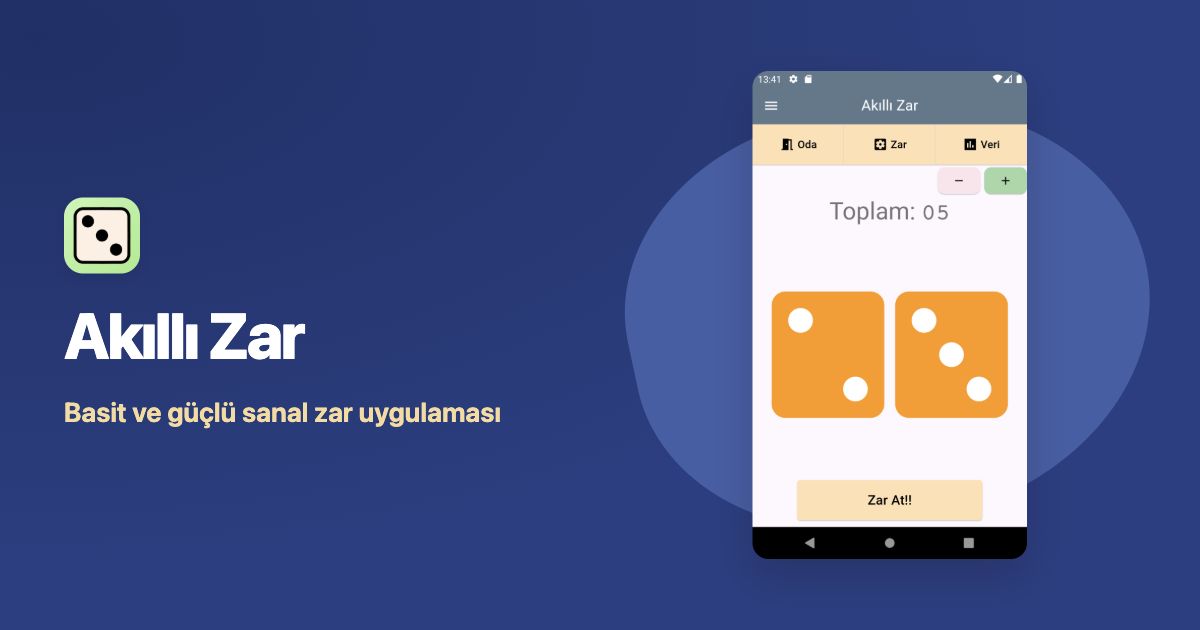 Akıllı Zar
Basit ve güçlü sanal zar uygulaması
13:41
Akıllı Zar
Oda
Zar
Veri
− +
Toplam: 05
Zar At!!